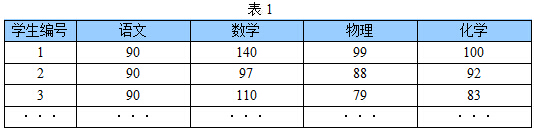 表 1
学生编号 语文 数学 物理 化学
1 90 140 99 100
2 90 97 88 92
3 90 110 79 83
··· ··· ··· ··· ···